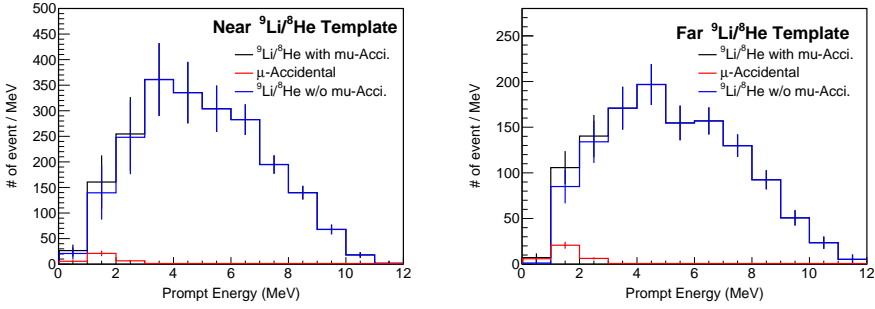 Near ⁹Li/⁸He Template
⁹Li/⁸He with mu-Acci.
μ-Accidental
⁹Li/⁸He w/o mu-Acci.
# of event / MeV
500
450
400
350
300
250
200
150
100
50
0
0 2 4 6 8 10 12
Prompt Energy (MeV)
Far ⁹Li/⁸He Template
⁹Li/⁸He with mu-Acci.
μ-Accidental
⁹Li/⁸He w/o mu-Acci.
# of event / MeV
250
200
150
100
50
0
0 2 4 6 8 10 12
Prompt Energy (MeV)